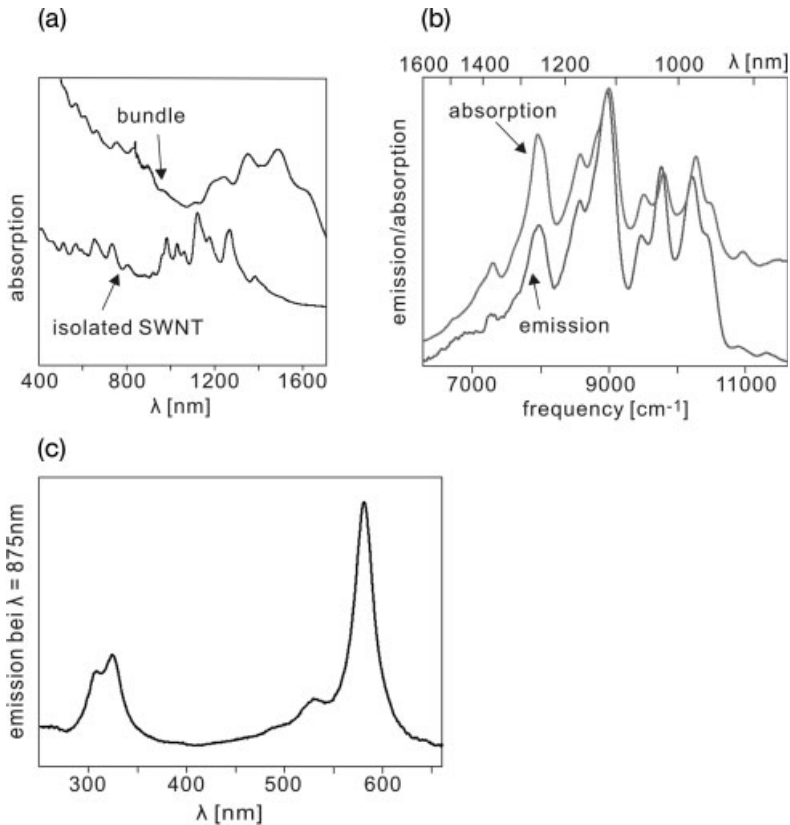 (a)
bundle
isolated SWNT
absorption
400 800 1200 1600
λ [nm]
(b)
1600 1400 1200 1000 λ [nm]
absorption
emission
emission/absorption
7000 9000 11000
frequency [cm-1]
(c)
emission bei λ = 875nm
300 400 500 600
λ [nm]